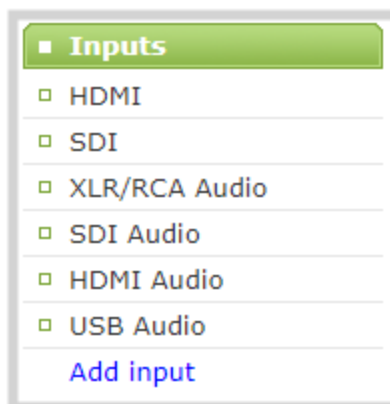 Inputs
HDMI
SDI
XLR/RCA Audio
SDI Audio
HDMI Audio
USB Audio
Add input